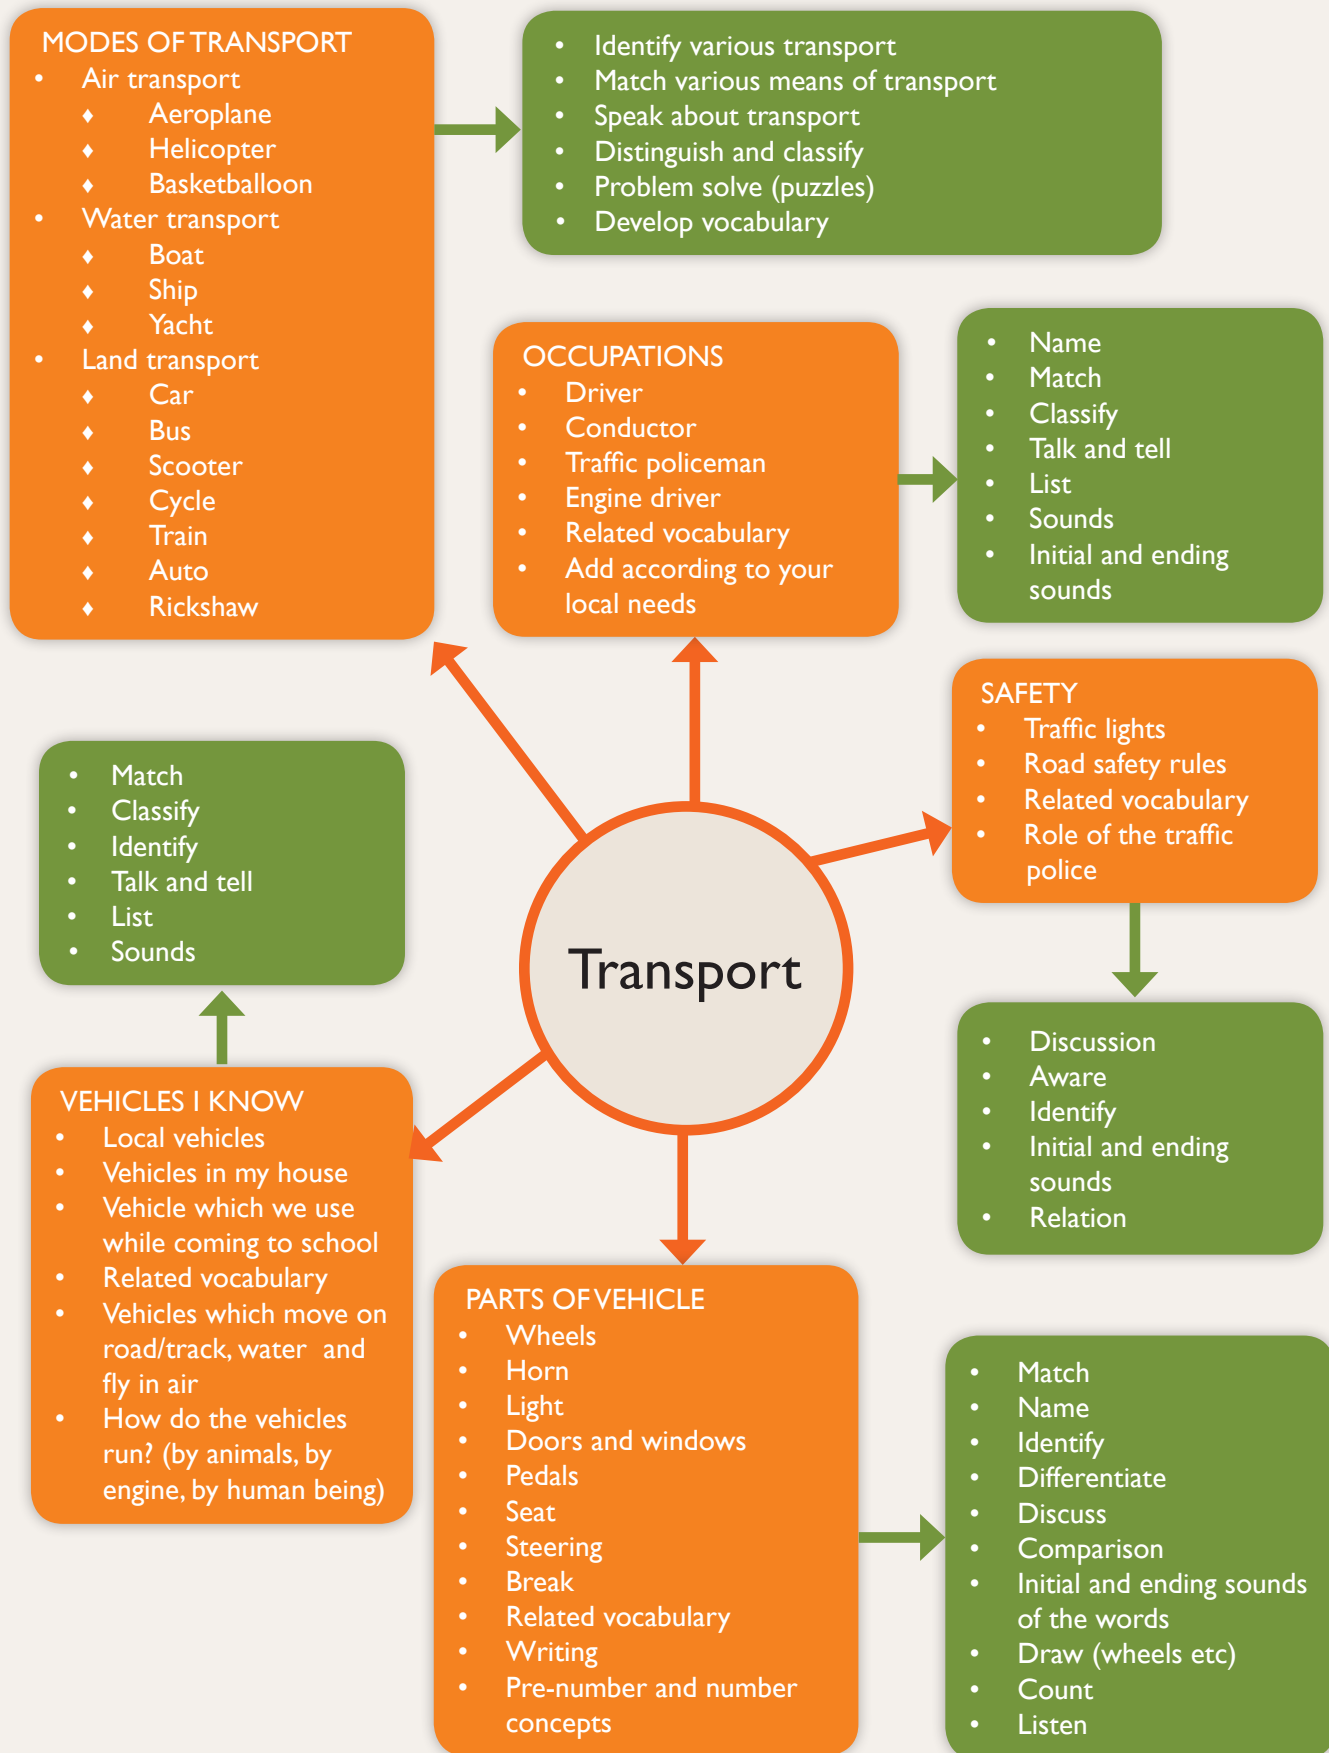 MODES OF TRANSPORT
• Air transport
♦ Aeroplane
♦ Helicopter
♦ Basketballoon
• Water transport
♦ Boat
♦ Ship
♦ Yacht
• Land transport
♦ Car
♦ Bus
♦ Scooter
♦ Cycle
♦ Train
♦ Auto
♦ Rickshaw
• Identify various transport
• Match various means of transport
• Speak about transport
• Distinguish and classify
• Problem solve (puzzles)
• Develop vocabulary
OCCUPATIONS
• Driver
• Conductor
• Traffic policeman
• Engine driver
• Related vocabulary
• Add according to your
local needs
• Name
• Match
• Classify
• Talk and tell
• List
• Sounds
• Initial and ending
sounds
SAFETY
• Traffic lights
• Road safety rules
• Related vocabulary
• Role of the traffic
police
• Discussion
• Aware
• Identify
• Initial and ending
sounds
• Relation
Transport
• Match
• Classify
• Identify
• Talk and tell
• List
• Sounds
VEHICLES I KNOW
• Local vehicles
• Vehicles in my house
• Vehicle which we use
while coming to school
• Related vocabulary
• Vehicles which move on
road/track, water and
fly in air
• How do the vehicles
run? (by animals, by
engine, by human being)
PARTS OF VEHICLE
• Wheels
• Horn
• Light
• Doors and windows
• Pedals
• Seat
• Steering
• Break
• Related vocabulary
• Writing
• Pre-number and number
concepts
• Match
• Name
• Identify
• Differentiate
• Discuss
• Comparison
• Initial and ending sounds
of the words
• Draw (wheels etc)
• Count
• Listen